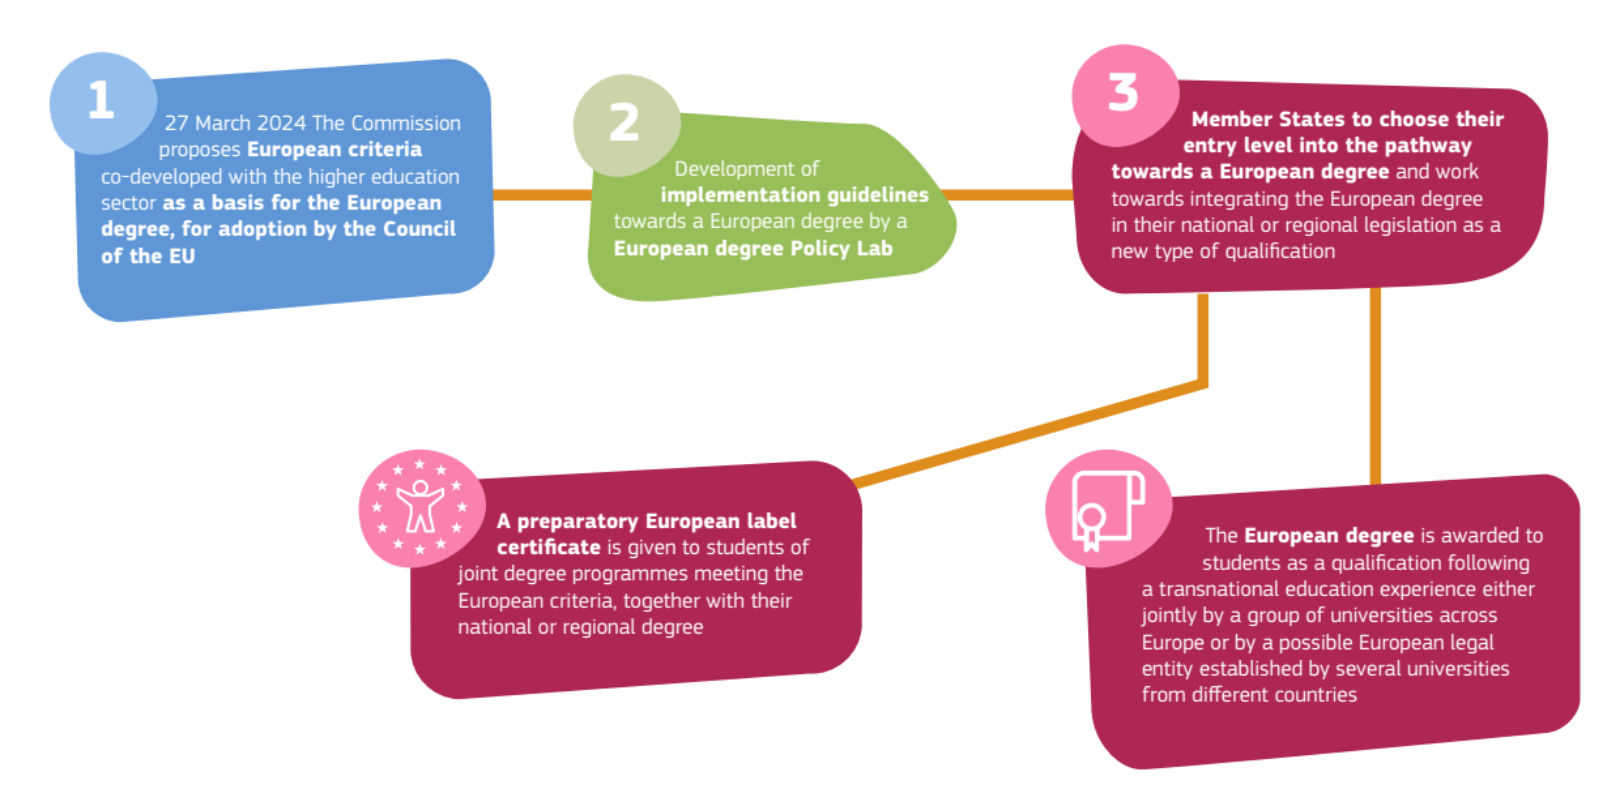 1
27 March 2024 The Commission
proposes European criteria
co-developed with the higher education
sector as a basis for the European
degree, for adoption by the Council
of the EU
2
Development of
implementation guidelines
towards a European degree by a
European degree Policy Lab
3
Member States to choose their
entry level into the pathway
towards a European degree and work
towards integrating the European degree
in their national or regional legislation as a
new type of qualification
A preparatory European label
certificate is given to students of
joint degree programmes meeting the
European criteria, together with their
national or regional degree
The European degree is awarded to
students as a qualification following
a transnational education experience either
jointly by a group of universities across
Europe or by a possible European legal
entity established by several universities
from different countries